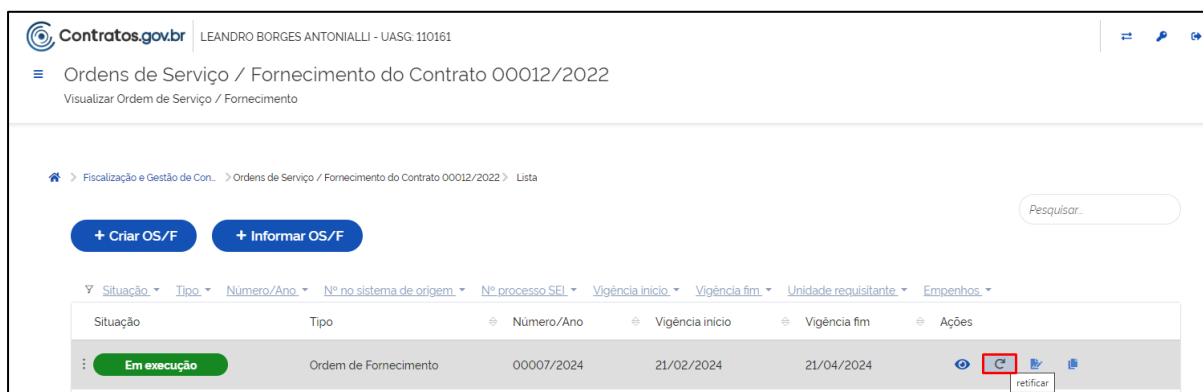 Contratos.gov.br LEANDRO BORGES ANTONIALLI - UASG: 110161
Ordens de Serviço / Fornecimento do Contrato 00012/2022
Visualizar Ordem de Serviço / Fornecimento
Fiscalização e Gestão de Con... > Ordens de Serviço / Fornecimento do Contrato 00012/2022 > Lista
Pesquisar...
+ Criar OS/F + Informar OS/F
Situação Tipo Número/Ano Nº no sistema de origem Nº processo SEI Vigência início Vigência fim Unidade requisitante Empenhos
Situação Tipo Número/Ano Vigência início Vigência fim Ações
Em execução Ordem de Fornecimento 00007/2024 21/02/2024 21/04/2024
retificar